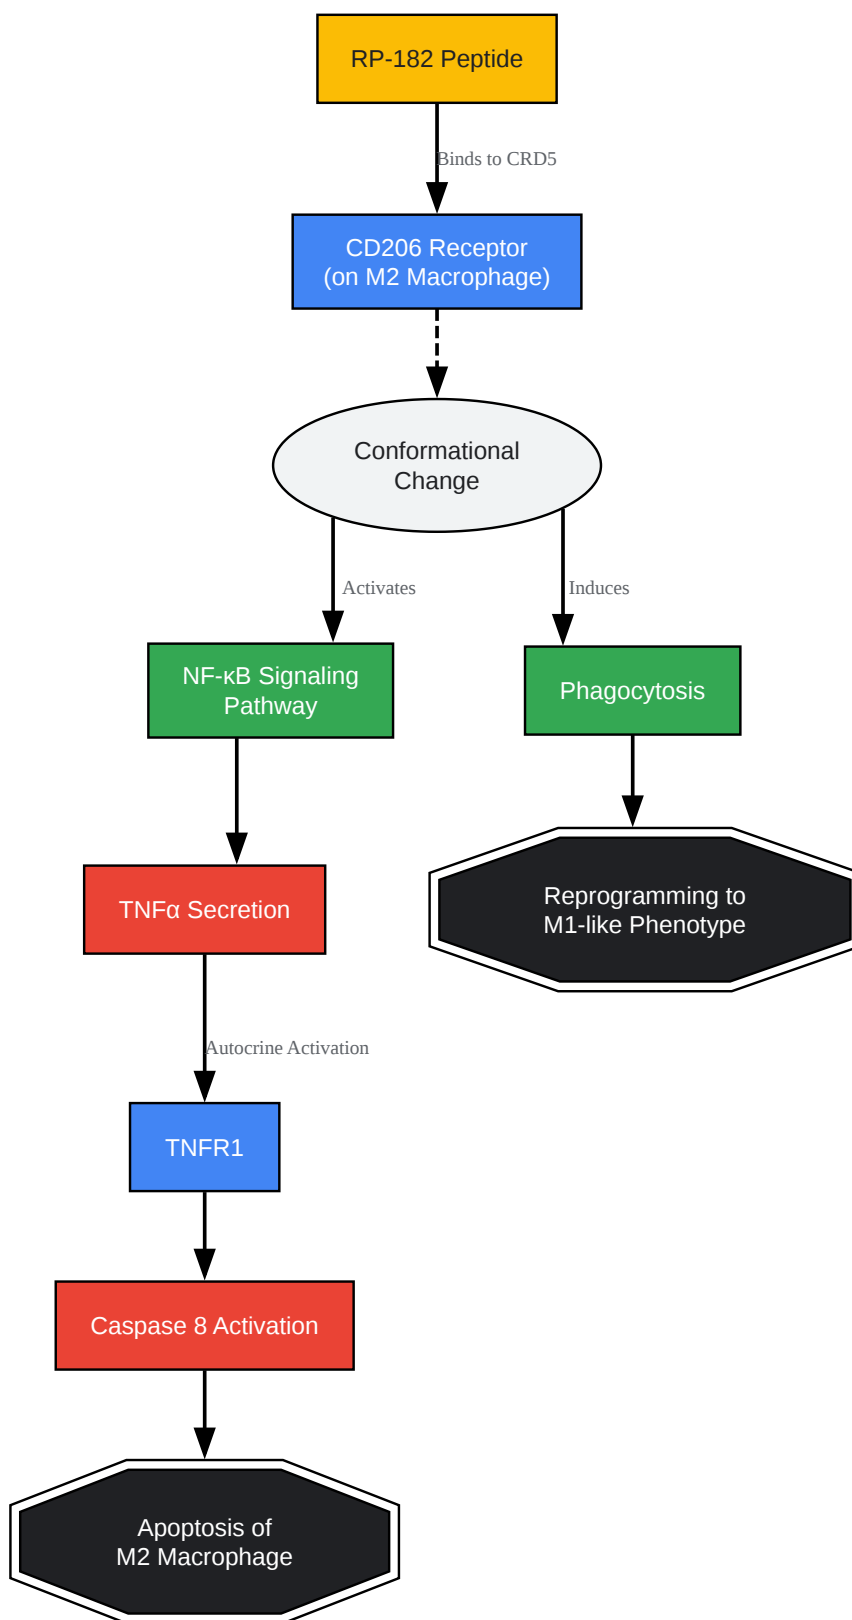 RP-182 Peptide
Binds to CRD5
CD206 Receptor
(on M2 Macrophage)
Conformational
Change
Activates
Induces
NF-κB Signaling
Pathway
Phagocytosis
TNFα Secretion
Reprogramming to
M1-like Phenotype
Autocrine Activation
TNFR1
Caspase 8 Activation
Apoptosis of
M2 Macrophage